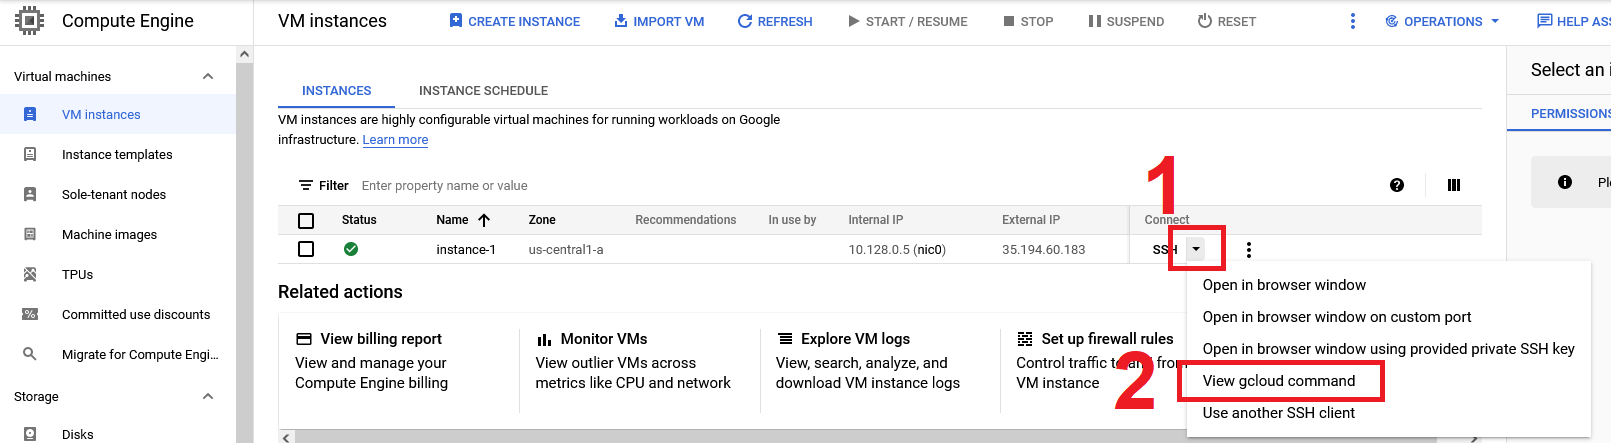 Compute Engine
VM instances
CREATE INSTANCE
IMPORT VM
REFRESH
START / RESUME
STOP
SUSPEND
RESET
OPERATIONS
HELP ASS
Virtual machines
VM instances
Instance templates
Sole-tenant nodes
Machine images
TPUs
Committed use discounts
Migrate for Compute Engi...
Storage
Disks
INSTANCES
INSTANCE SCHEDULE
VM instances are highly configurable virtual machines for running workloads on Google
infrastructure. Learn more
Filter Enter property name or value
Status Name Zone Recommendations In use by Internal IP External IP Connect
instance-1 us-central1-a 10.128.0.5 (nic0) 35.194.60.183 SSH
1
Related actions
View billing report
View and manage your
Compute Engine billing
Monitor VMs
View outlier VMs across
metrics like CPU and network
Explore VM logs
View, search, analyze, and
download VM instance logs
Set up firewall rules
Control traffic to and from
VM instance
2
Open in browser window
Open in browser window on custom port
Open in browser window using provided private SSH key
View gcloud command
Use another SSH client
Select an i
PERMISSIONS
Ple